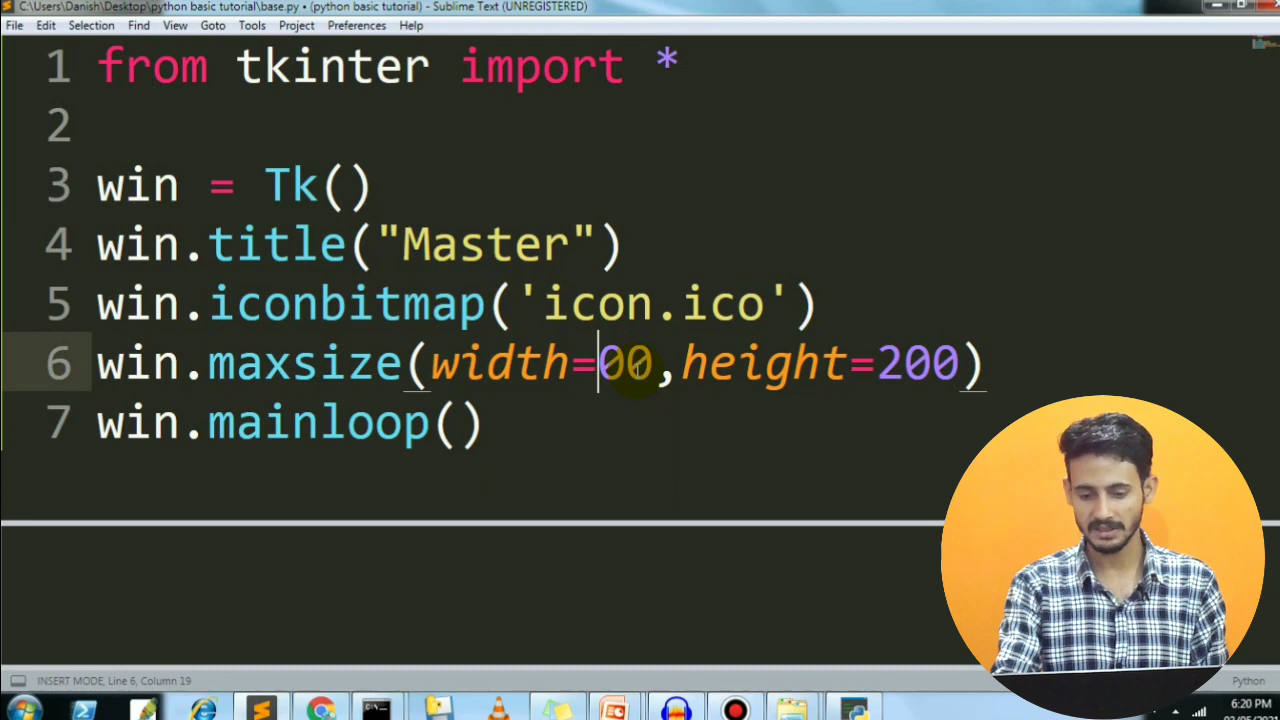 C:\Users\Danish\Desktop\python basic tutorial\base.py • (python basic tutorial) - Sublime Text (UNREGISTERED)
File Edit Selection Find View Goto Tools Project Preferences Help
1 from tkinter import *
2
3 win = Tk()
4 win.title("Master")
5 win.iconbitmap('icon.ico')
6 win.maxsize(width=00,height=200)
7 win.mainloop()
INSERT MODE, Line 6, Column 19 Python
6:20 PM